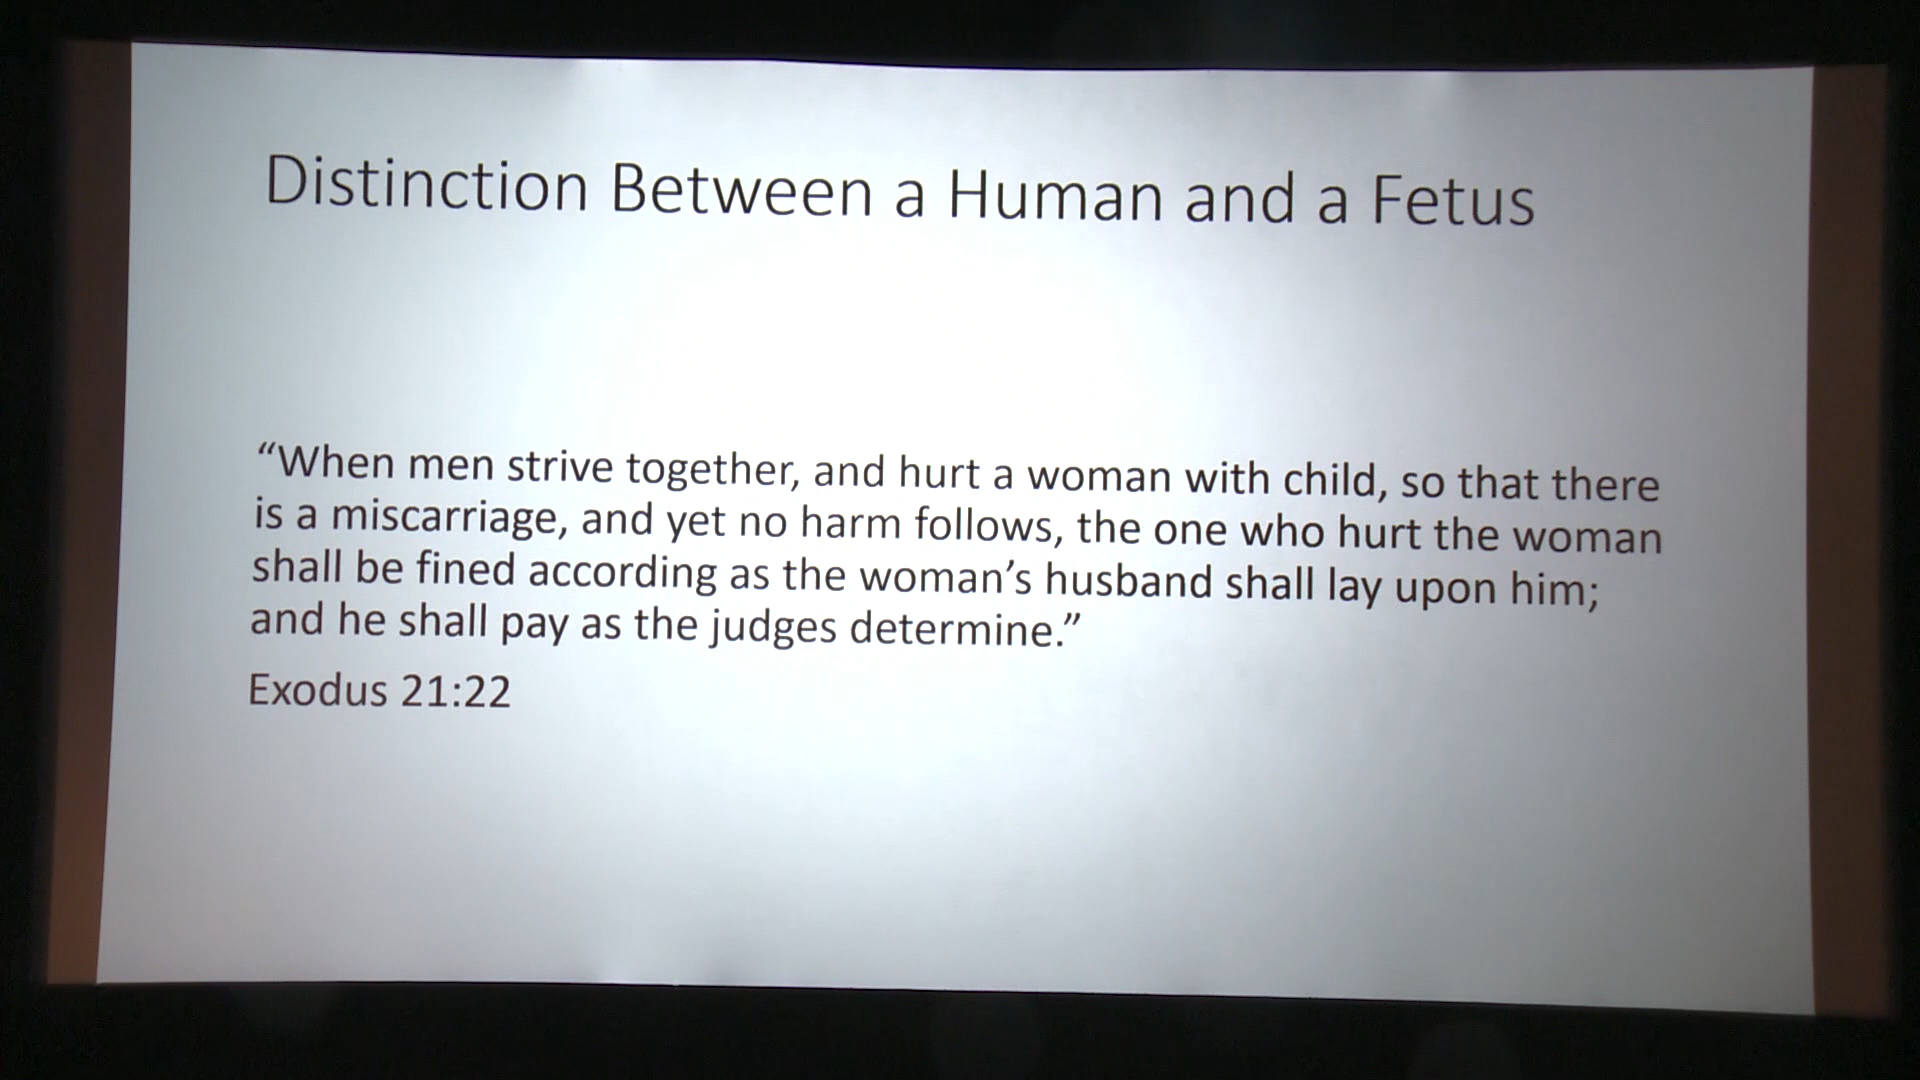 Distinction Between a Human and a Fetus
“When men strive together, and hurt a woman with child, so that there
is a miscarriage, and yet no harm follows, the one who hurt the woman
shall be fined according as the woman’s husband shall lay upon him;
and he shall pay as the judges determine.”
Exodus 21:22